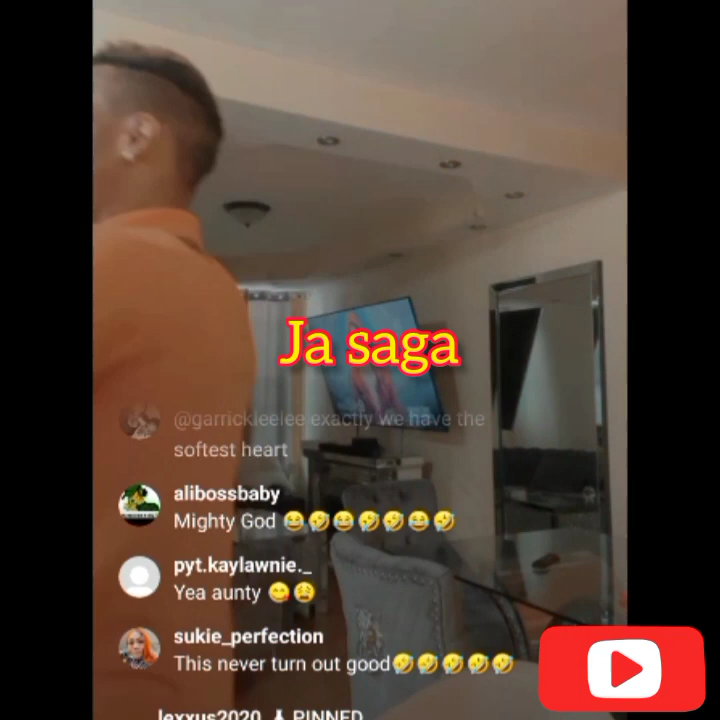 Ja saga
@garrickleelee exactly we have the
softest heart
alibossbaby
Mighty God 😂🤣😂🤣🤣😂🤣
pyt.kaylawnie._
Yea aunty 😋😩
sukie_perfection
This never turn out good🤣🤣🤣🤣🤣
lexxus2020 PINNED